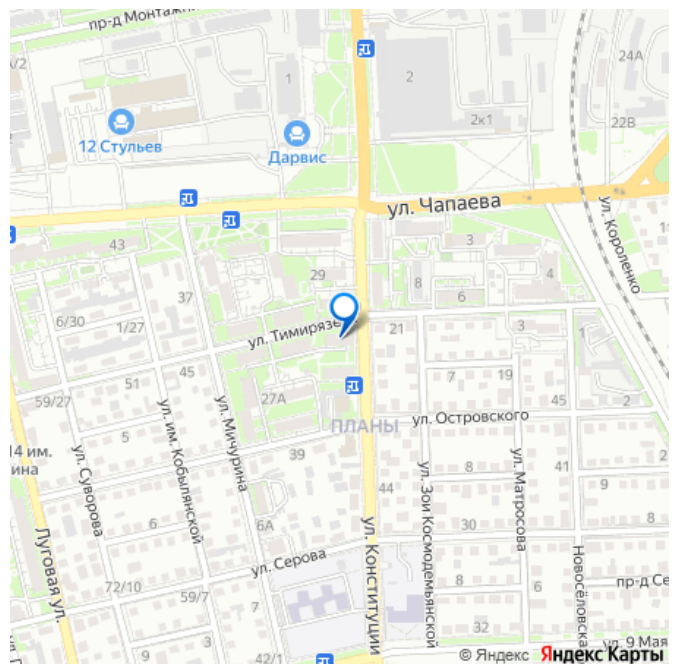 пр-д Монтажн
24А
А/2
1
2
2к1
22В
12 Стульев
Дарвис
ул. Чапаева
ул. Короленко
43
3
29
37
8
6
4
6/30
1/27
ул. Тимирязе
21
3
1
51
45
7
19
59/27
27А
45
2
5
ул. Островского
ПЛАНЫ
14 им.
ина
ул. Суворова
ул. им. Кобылянской
ул. Мичурина
39
41
9
44
ул. Зои Космодемьянской
ул. Матросова
6
6А
30
8
Луговая ул.
ул. Серова
ул. Конституции
Новосёловская
72/10
59/7
8
6
пр-д Се
32
8
9
42/1
ул. 9 Мая
© Яндекс Яндекс Карты